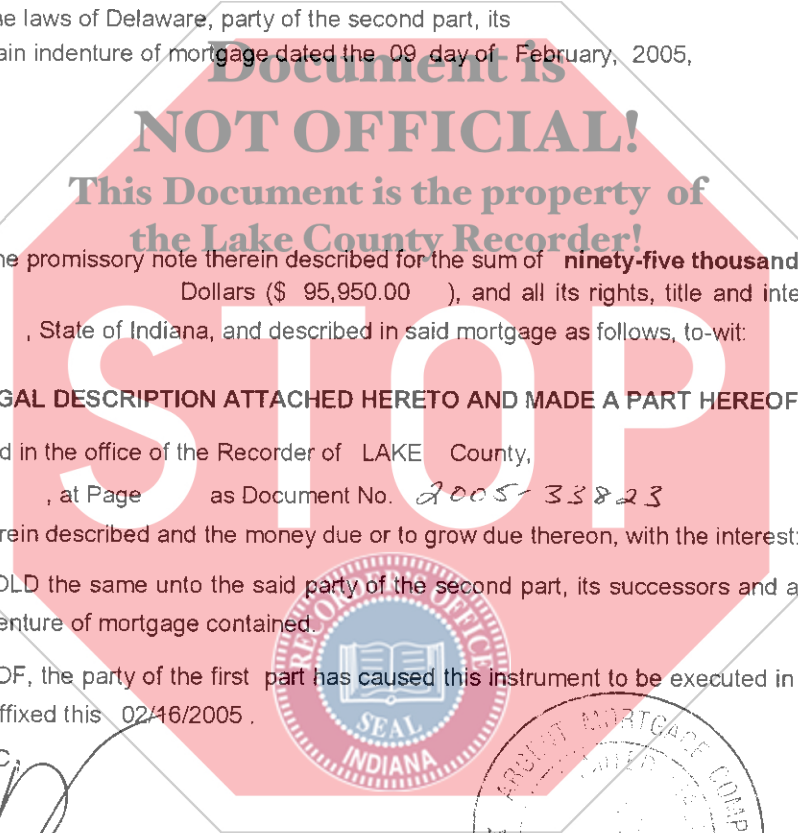 he laws of Delaware, party of the second part, its
ain indenture of mortgage dated the 09 day of February, 2005,
Document is
NOT OFFICIAL!
This Document is the property of
the Lake County Recorder!
he promissory note therein described for the sum of ninety-five thousand
Dollars ($ 95,950.00 ), and all its rights, title and inte
, State of Indiana, and described in said mortgage as follows, to-wit:
STOP
GAL DESCRIPTION ATTACHED HERETO AND MADE A PART HEREOF
d in the office of the Recorder of LAKE County,
, at Page as Document No. 2005-33823
rein described and the money due or to grow due thereon, with the interest:
OLD the same unto the said party of the second part, its successors and a
enture of mortgage contained.
RECORDER'S OFFICE
SEAL
INDIANA
OF, the party of the first part has caused this instrument to be executed in
ffixed this 02/16/2005 .
C,
ARGENT MORTGAGE COMP